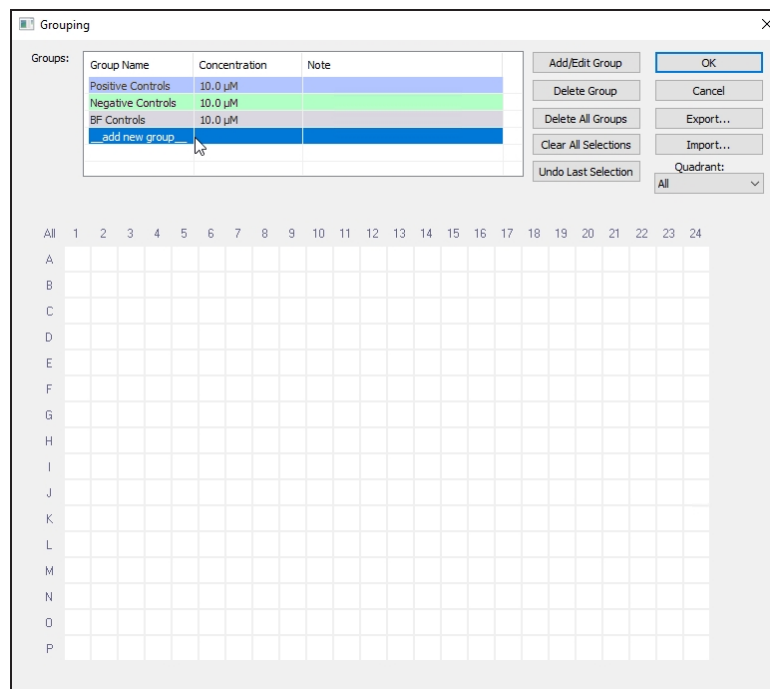 Grouping
Groups:
Group Name Concentration Note
Positive Controls 10.0 µM
Negative Controls 10.0 µM
BF Controls 10.0 µM
__add new group__
Add/Edit Group OK
Delete Group Cancel
Delete All Groups Export...
Clear All Selections Import...
Undo Last Selection Quadrant:
All
All 1 2 3 4 5 6 7 8 9 10 11 12 13 14 15 16 17 18 19 20 21 22 23 24
A
B
C
D
E
F
G
H
I
J
K
L
M
N
O
P